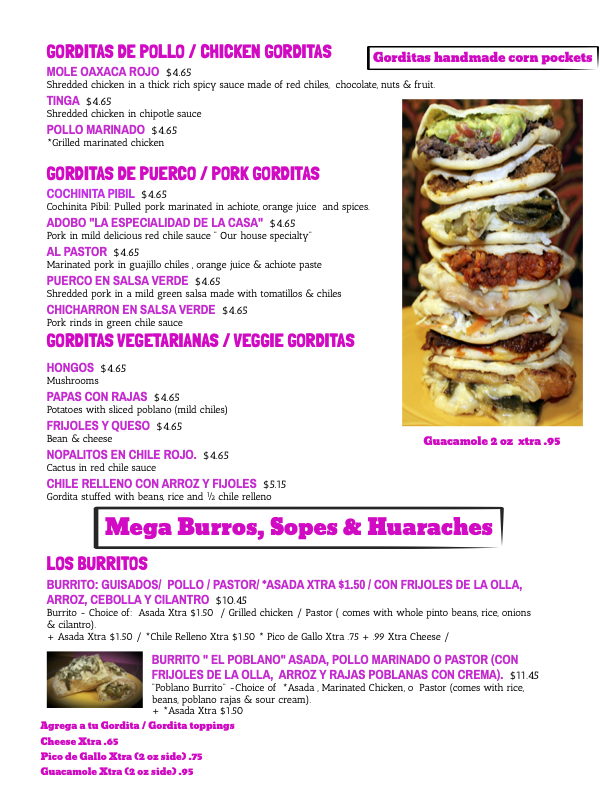 GORDITAS DE POLLO / CHICKEN GORDITAS
Gorditas handmade corn pockets
MOLE OAXACA ROJO $4.65
Shredded chicken in a thick rich spicy sauce made of red chiles, chocolate, nuts & fruit.
TINGA $4.65
Shredded chicken in chipotle sauce
POLLO MARINADO $4.65
*Grilled marinated chicken
GORDITAS DE PUERCO / PORK GORDITAS
COCHINITA PIBIL $4.65
Cochinita Pibil: Pulled pork marinated in achiote, orange juice and spices.
ADOBO "LA ESPECIALIDAD DE LA CASA" $4.65
Pork in mild delicious red chile sauce " Our house specialty"
AL PASTOR $4.65
Marinated pork in guajillo chiles , orange juice & achiote paste
PUERCO EN SALSA VERDE $4.65
Shredded pork in a mild green salsa made with tomatillos & chiles
CHICHARRON EN SALSA VERDE $4.65
Pork rinds in green chile sauce
GORDITAS VEGETARIANAS / VEGGIE GORDITAS
HONGOS $4.65
Mushrooms
PAPAS CON RAJAS $4.65
Potatoes with sliced poblano (mild chiles)
FRIJOLES Y QUESO $4.65
Bean & cheese
NOPALITOS EN CHILE ROJO. $4.65
Cactus in red chile sauce
CHILE RELLENO CON ARROZ Y FIJOLES $5.15
Gordita stuffed with beans, rice and ½ chile relleno
Guacamole 2 oz xtra .95
Mega Burros, Sopes & Huaraches
LOS BURRITOS
BURRITO: GUISADOS/ POLLO / PASTOR/ *ASADA XTRA $1.50 / CON FRIJOLES DE LA OLLA,
ARROZ, CEBOLLA Y CILANTRO $10.45
Burrito - Choice of: Asada Xtra $1.50 / Grilled chicken / Pastor ( comes with whole pinto beans, rice, onions
& cilantro).
+ Asada Xtra $1.50 / *Chile Relleno Xtra $1.50 * Pico de Gallo Xtra .75 + .99 Xtra Cheese /
BURRITO " EL POBLANO" ASADA, POLLO MARINADO O PASTOR (CON
FRIJOLES DE LA OLLA, ARROZ Y RAJAS POBLANAS CON CREMA). $11.45
"Poblano Burrito" -Choice of *Asada , Marinated Chicken, o Pastor (comes with rice,
beans, poblano rajas & sour cream).
+ *Asada Xtra $1.50
Agrega a tu Gordita / Gordita toppings
Cheese Xtra .65
Pico de Gallo Xtra (2 oz side) .75
Guacamole Xtra (2 oz side) .95